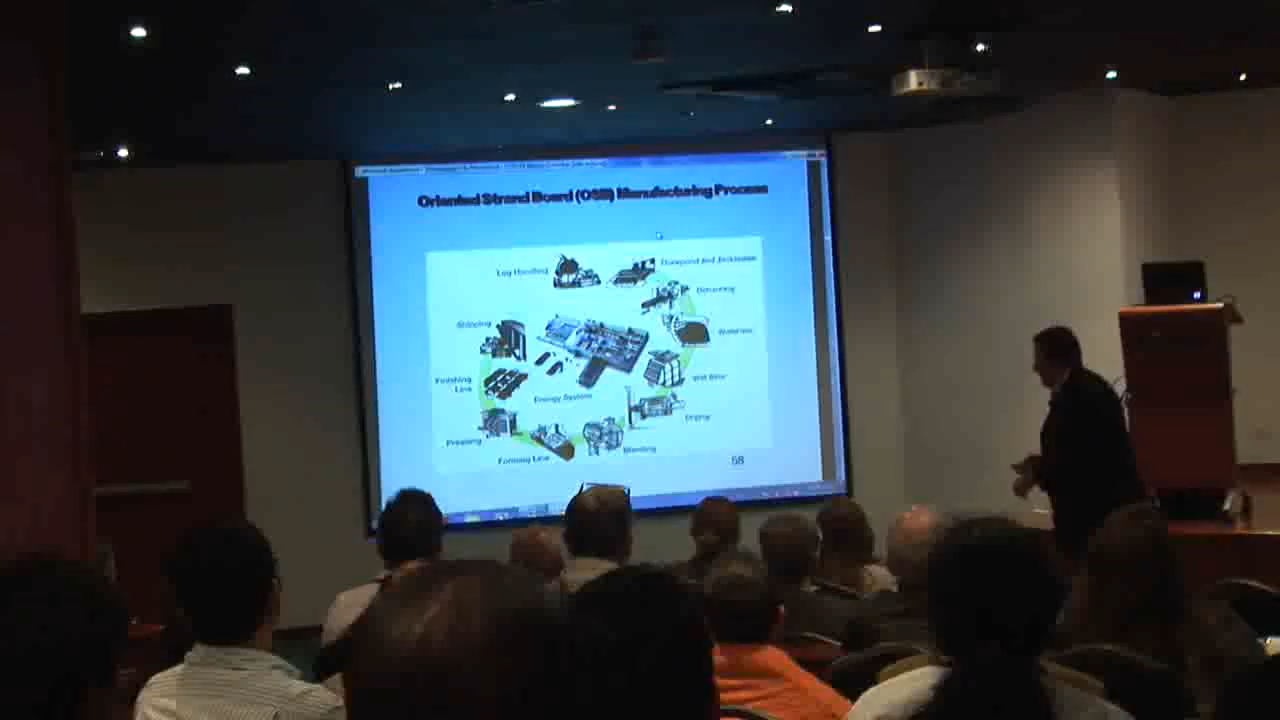 Oriented Strand Board (OSB) Manufacturing Process
Log Handling
Debarking
Shipping
Finishing
Line
Energy System
Drying
Pressing
Blending
Forming Line
58